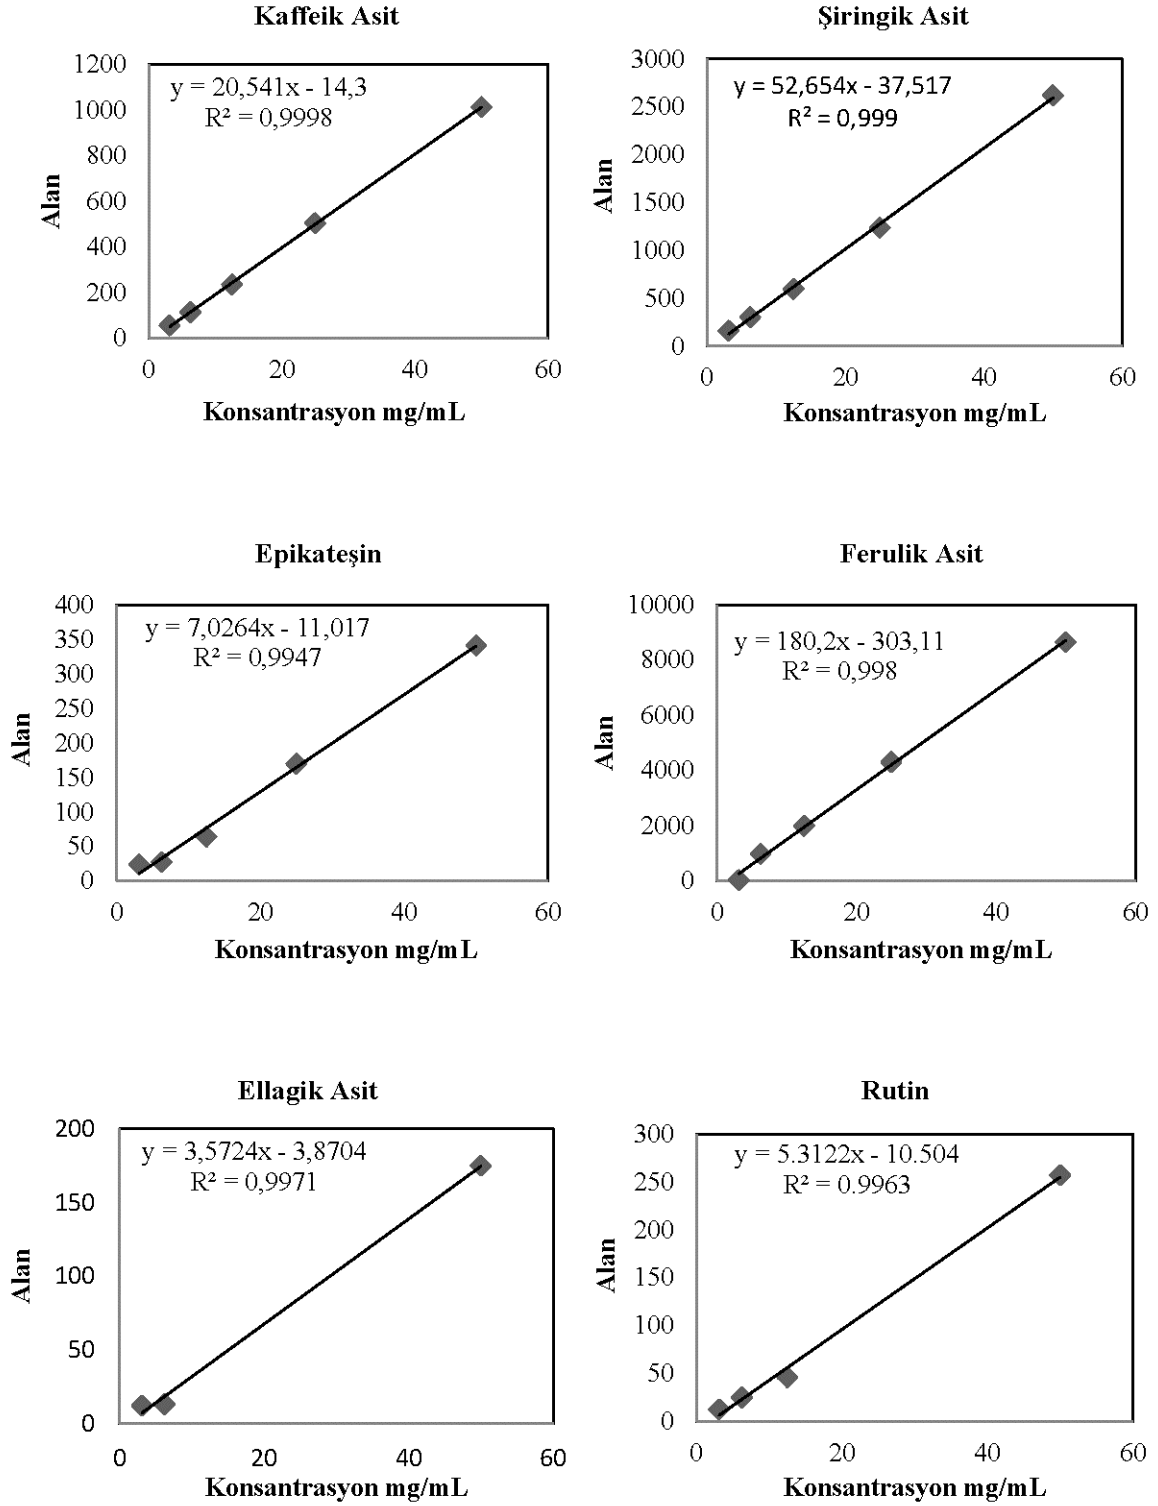 Kaffeik Asit
1200
1000
800
600
400
200
0
Alan
y = 20,541x - 14,3
R² = 0,9998
0 20 40 60
Konsantrasyon mg/mL
Şiringik Asit
3000
2500
2000
1500
1000
500
0
Alan
y = 52,654x - 37,517
R² = 0,999
0 20 40 60
Konsantrasyon mg/mL
Epikateşin
400
350
300
250
200
150
100
50
0
Alan
y = 7,0264x - 11,017
R² = 0,9947
0 20 40 60
Konsantrasyon mg/mL
Ferulik Asit
10000
8000
6000
4000
2000
0
Alan
y = 180,2x - 303,11
R² = 0,998
0 20 40 60
Konsantrasyon mg/mL
Ellagik Asit
200
150
100
50
0
Alan
y = 3,5724x - 3,8704
R² = 0,9971
0 20 40 60
Konsantrasyon mg/mL
Rutin
300
250
200
150
100
50
0
Alan
y = 5.3122x - 10.504
R² = 0.9963
0 20 40 60
Konsantrasyon mg/mL